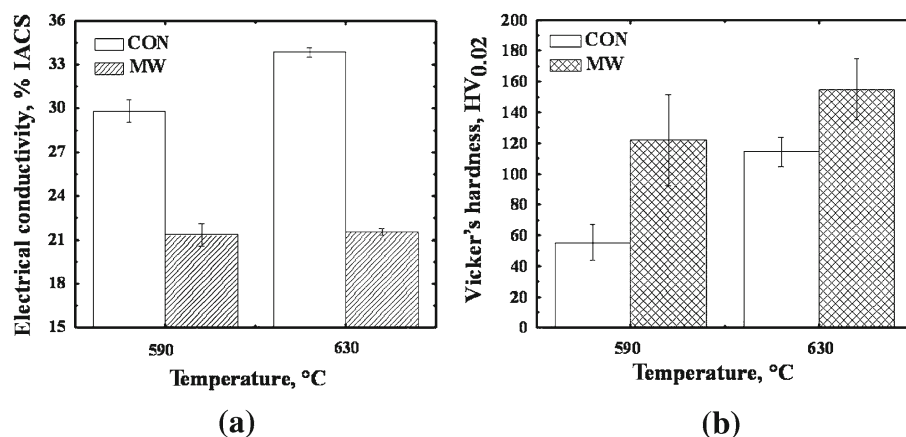 Electrical conductivity, % IACS
36
33
30
27
24
21
18
15
CON
MW
590
630
Temperature, °C
(a)
Vicker's hardness, HV0.02
200
180
160
140
120
100
80
60
40
20
0
CON
MW
590
630
Temperature, °C
(b)